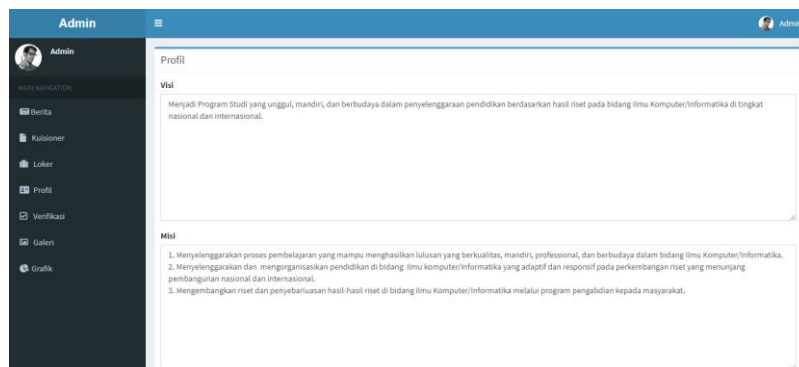 Admin
Admin
Admin
MAIN NAVIGATION
Berita
Kuisioner
Loker
Profil
Verifikasi
Galeri
Grafik
Profil
Visi
Menjadi Program Studi yang unggul, mandiri, dan berbudaya dalam penyelenggaraan pendidikan berdasarkan hasil riset pada bidang Ilmu Komputer/Informatika di tingkat
nasional dan internasional.
Misi
1. Menyelenggarakan proses pembelajaran yang mampu menghasilkan lulusan yang berkualitas, mandiri, professional, dan berbudaya dalam bidang Ilmu Komputer/Informatika.
2. Menyelenggarakan dan mengorganisasikan pendidikan di bidang ilmu komputer/informatika yang adaptif dan responsif pada perkembangan riset yang menunjang
pembangunan nasional dan internasional.
3. Mengembangkan riset dan penyebarluasan hasil-hasil riset di bidang Ilmu Komputer/Informatika melalui program pengabdian kepada masyarakat.